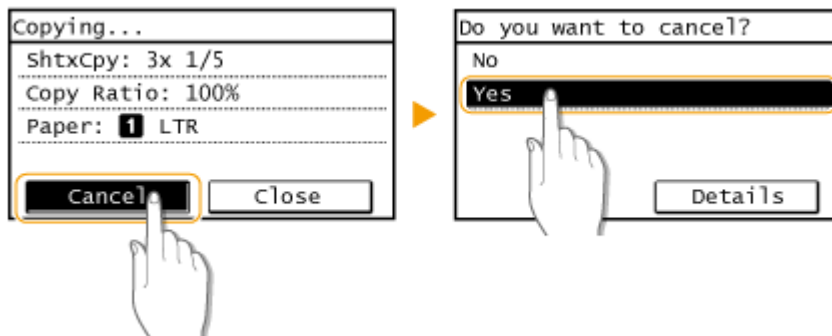 Copying...
ShtxCpy: 3x 1/5
Copy Ratio: 100%
Paper: 1 LTR
Cancel
Close
Do you want to cancel?
No
Yes
Details